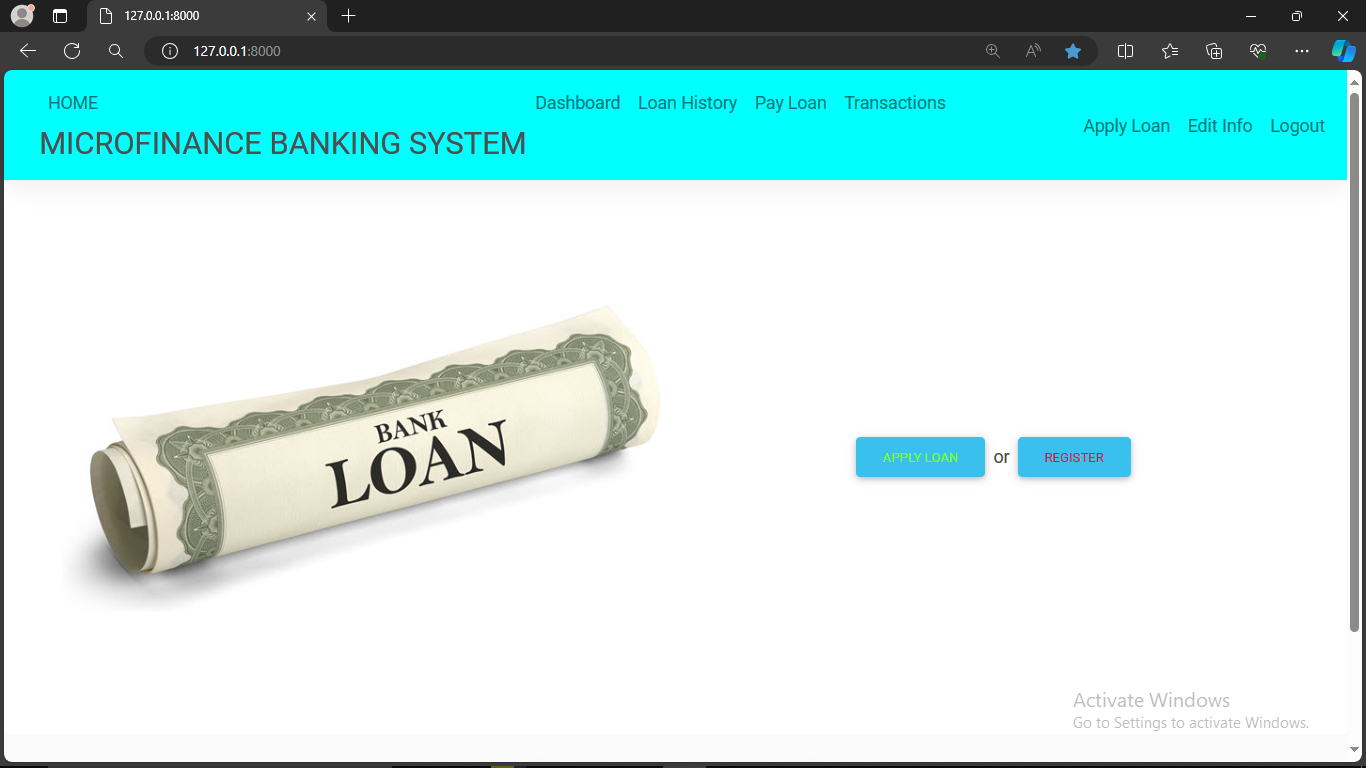 127.0.0.1:8000
127.0.0.1:8000
HOME
Dashboard Loan History Pay Loan Transactions
MICROFINANCE BANKING SYSTEM
Apply Loan Edit Info Logout
BANK
LOAN
APPLY LOAN or REGISTER
Activate Windows
Go to Settings to activate Windows.